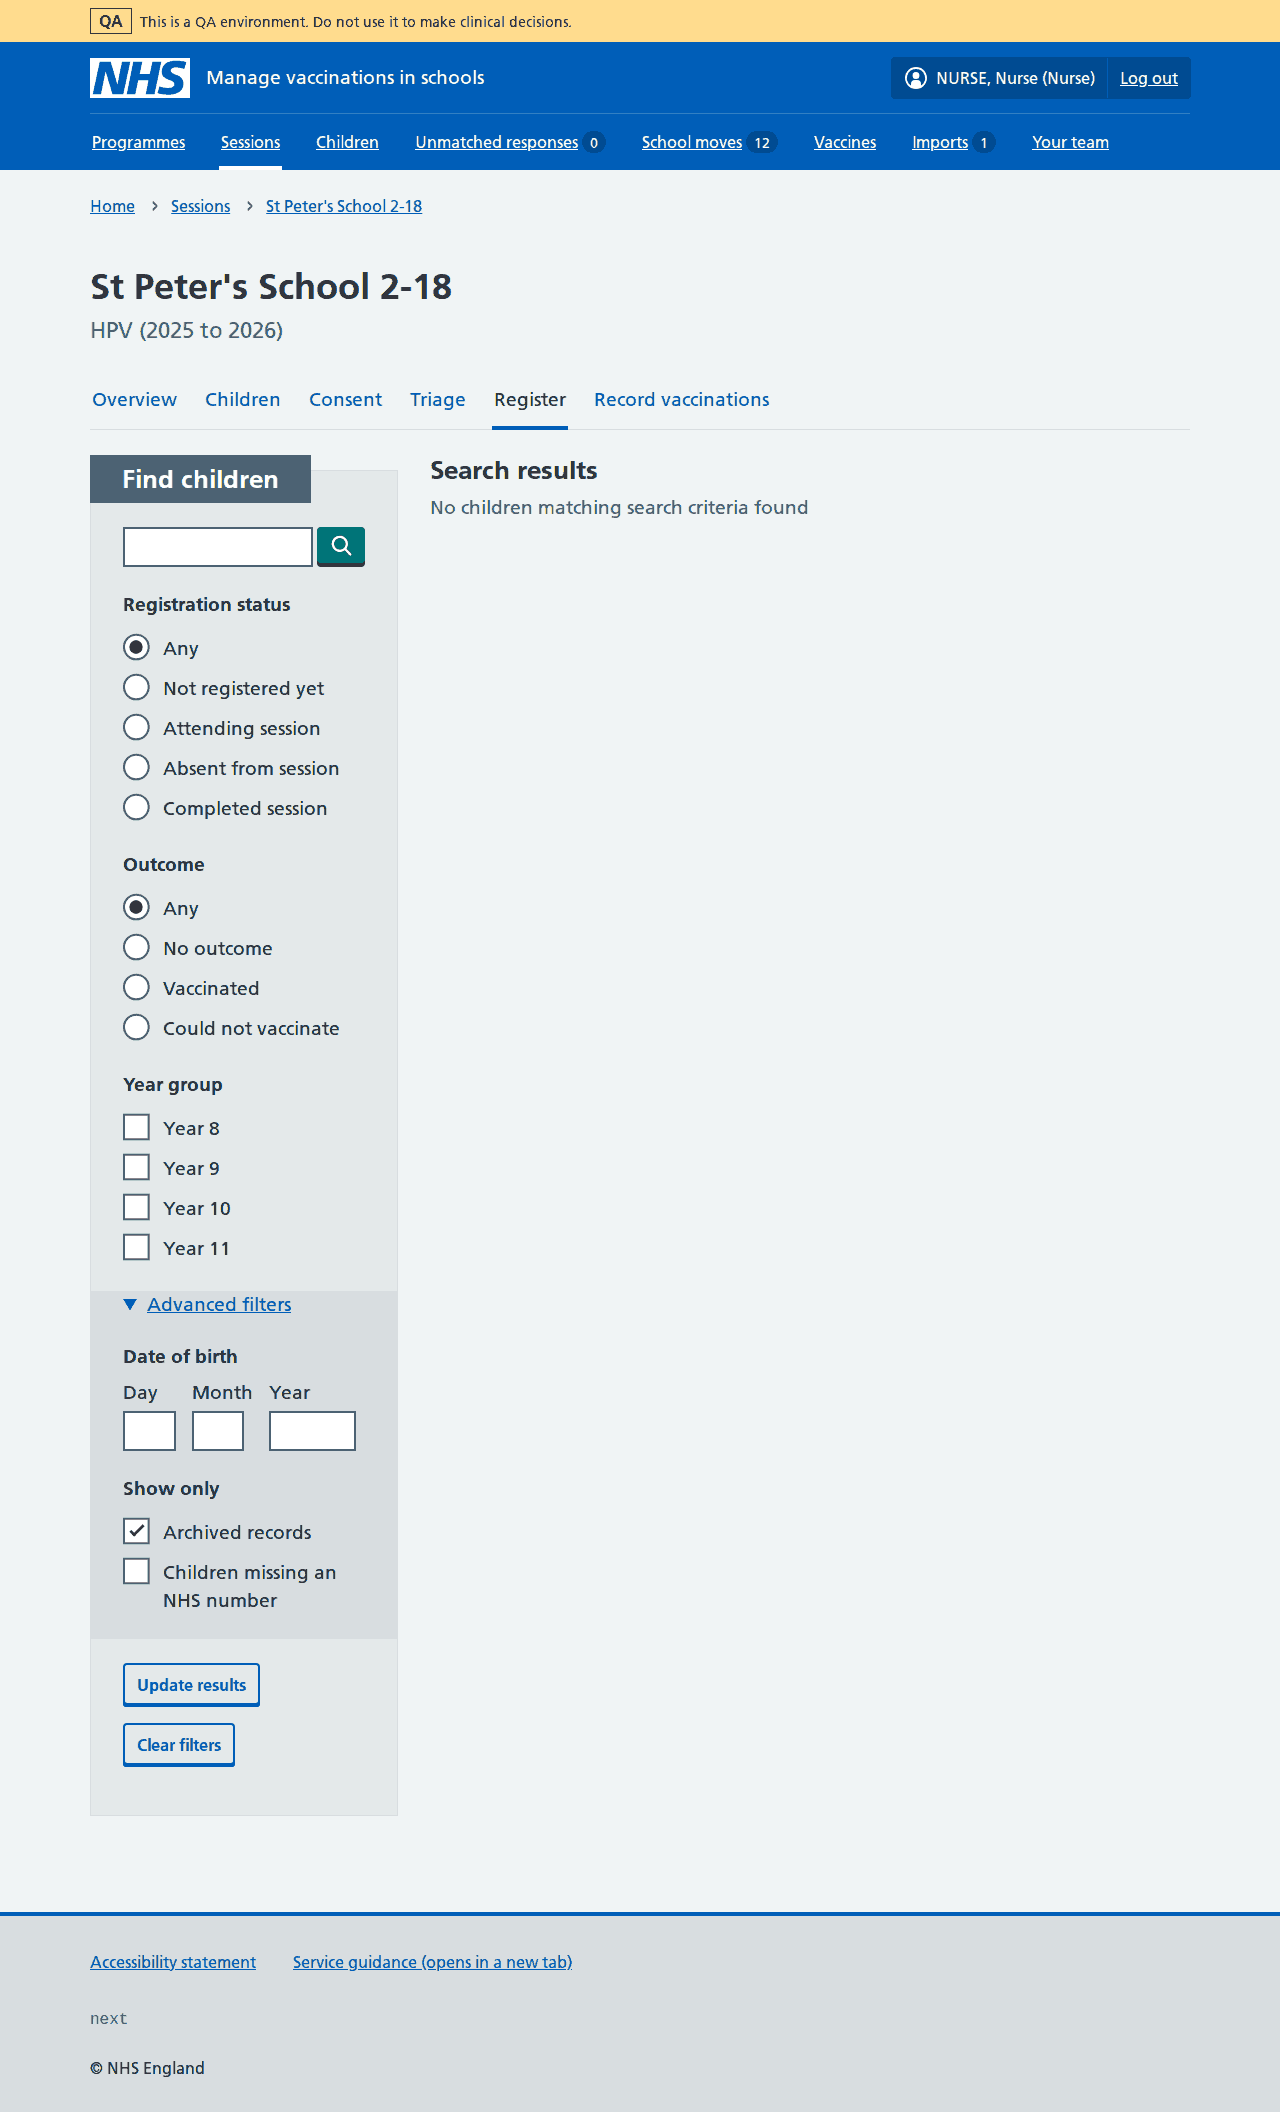 QA This is a QA environment. Do not use it to make clinical decisions.
NHS Manage vaccinations in schools NURSE, Nurse (Nurse) Log out
Programmes Sessions Children Unmatched responses 0 School moves 12 Vaccines Imports 1 Your team
Home Sessions St Peter's School 2-18
St Peter's School 2-18
HPV (2025 to 2026)
Overview Children Consent Triage Register Record vaccinations
Find children
Search results
No children matching search criteria found
Registration status
Any
Not registered yet
Attending session
Absent from session
Completed session
Outcome
Any
No outcome
Vaccinated
Could not vaccinate
Year group
Year 8
Year 9
Year 10
Year 11
Advanced filters
Date of birth
Day Month Year
Show only
Archived records
Children missing an
NHS number
Update results
Clear filters
Accessibility statement Service guidance (opens in a new tab)
next
© NHS England